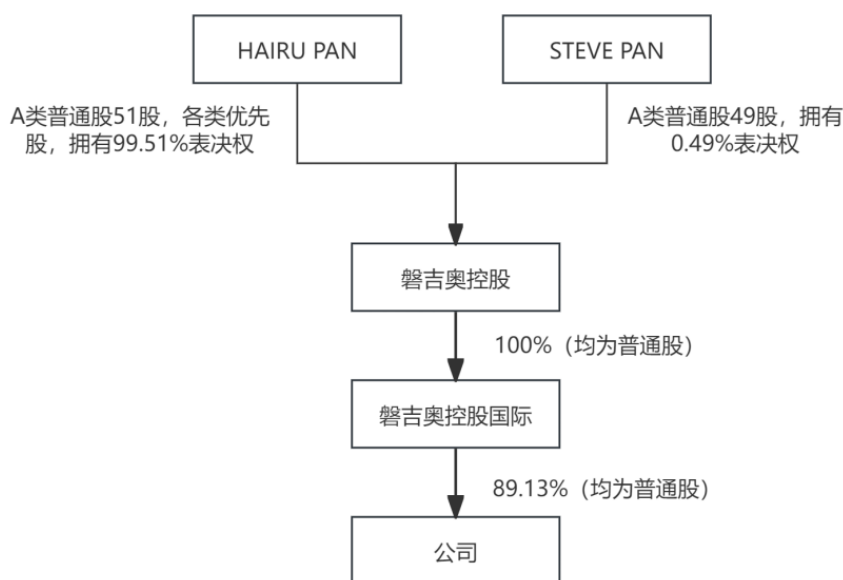 HAIRU PAN
STEVE PAN
A类普通股51股，各类优先
股，拥有99.51%表决权
A类普通股49股，拥有
0.49%表决权
磐吉奥控股
100%（均为普通股）
磐吉奥控股国际
89.13%（均为普通股）
公司